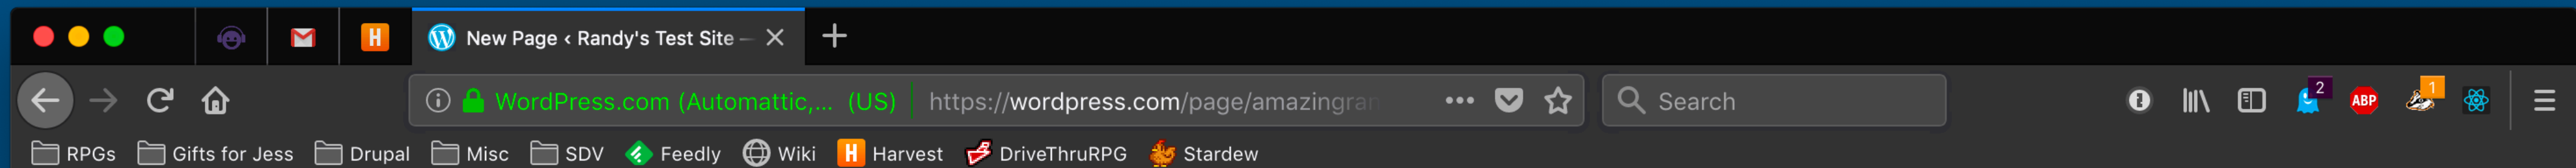 H New Page ‹ Randy's Test Site —
WordPress.com (Automattic,... (US) https://wordpress.com/page/amazingran Search 2 ABP 1
RPGs Gifts for Jess Drupal Misc SDV Feedly Wiki H Harvest DriveThruRPG Stardew